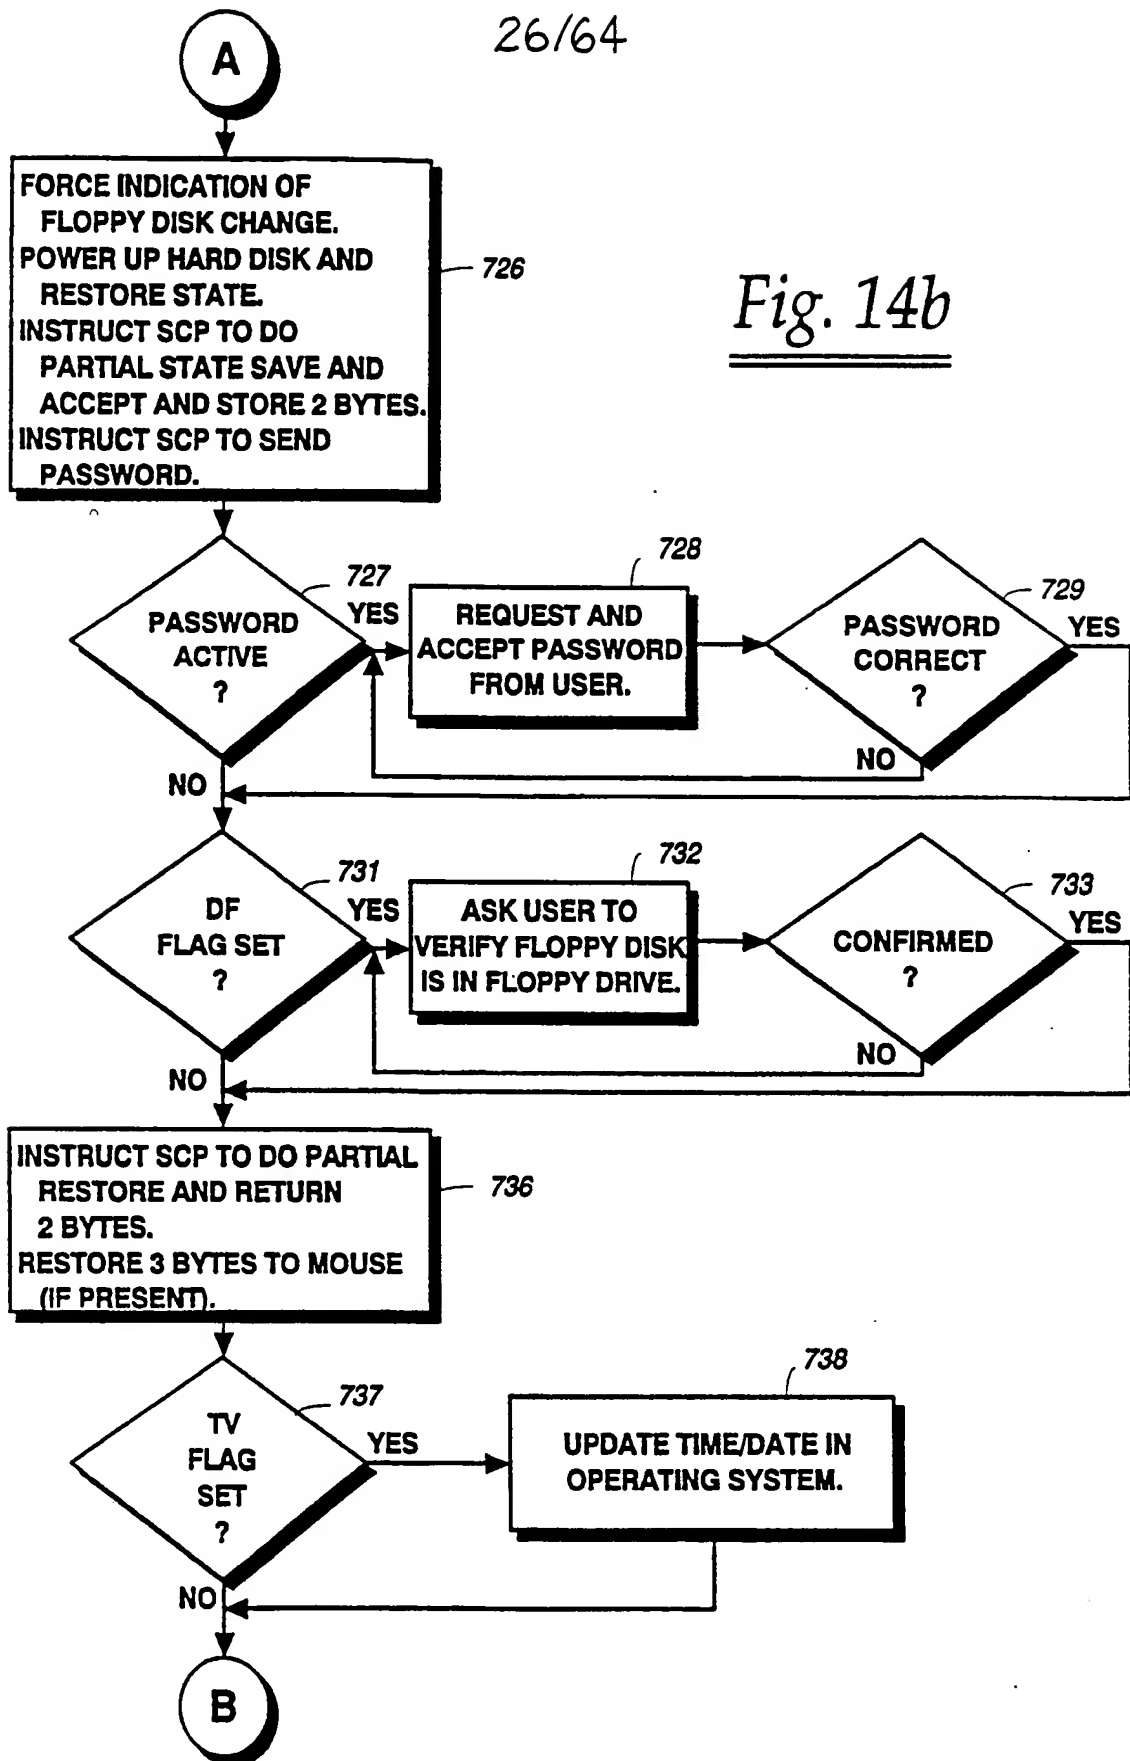 26/64
A
FORCE INDICATION OF
FLOPPY DISK CHANGE.
POWER UP HARD DISK AND
RESTORE STATE.
INSTRUCT SCP TO DO
PARTIAL STATE SAVE AND
ACCEPT AND STORE 2 BYTES.
INSTRUCT SCP TO SEND
PASSWORD.
726
Fig. 14b
PASSWORD
ACTIVE
?
727
YES
NO
REQUEST AND
ACCEPT PASSWORD
FROM USER.
728
PASSWORD
CORRECT
?
729
YES
NO
DF
FLAG SET
?
731
YES
NO
ASK USER TO
VERIFY FLOPPY DISK
IS IN FLOPPY DRIVE.
732
CONFIRMED
?
733
YES
NO
INSTRUCT SCP TO DO PARTIAL
RESTORE AND RETURN
2 BYTES.
RESTORE 3 BYTES TO MOUSE
(IF PRESENT).
736
TV
FLAG
SET
?
737
YES
NO
UPDATE TIME/DATE IN
OPERATING SYSTEM.
738
B